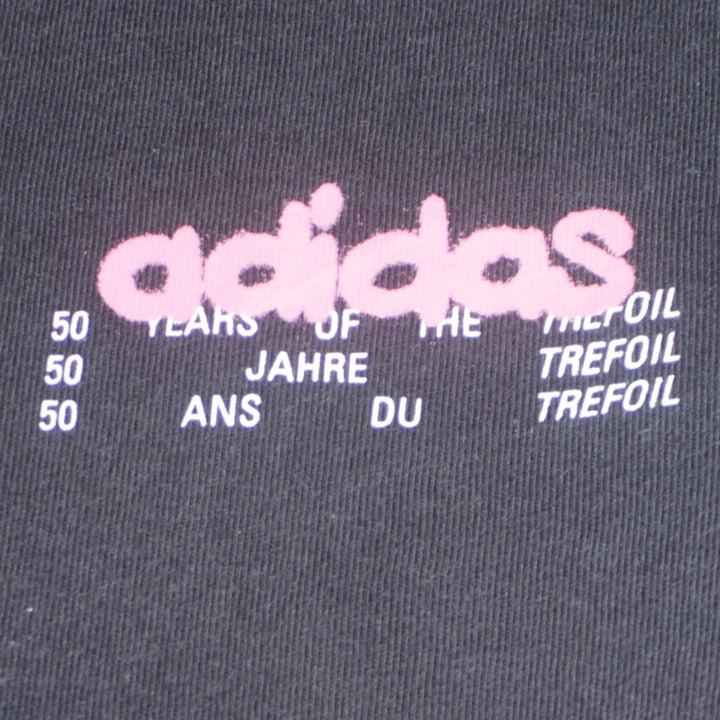 adidas
50 YEARS OF THE TREFOIL
50 JAHRE TREFOIL
50 ANS DU TREFOIL